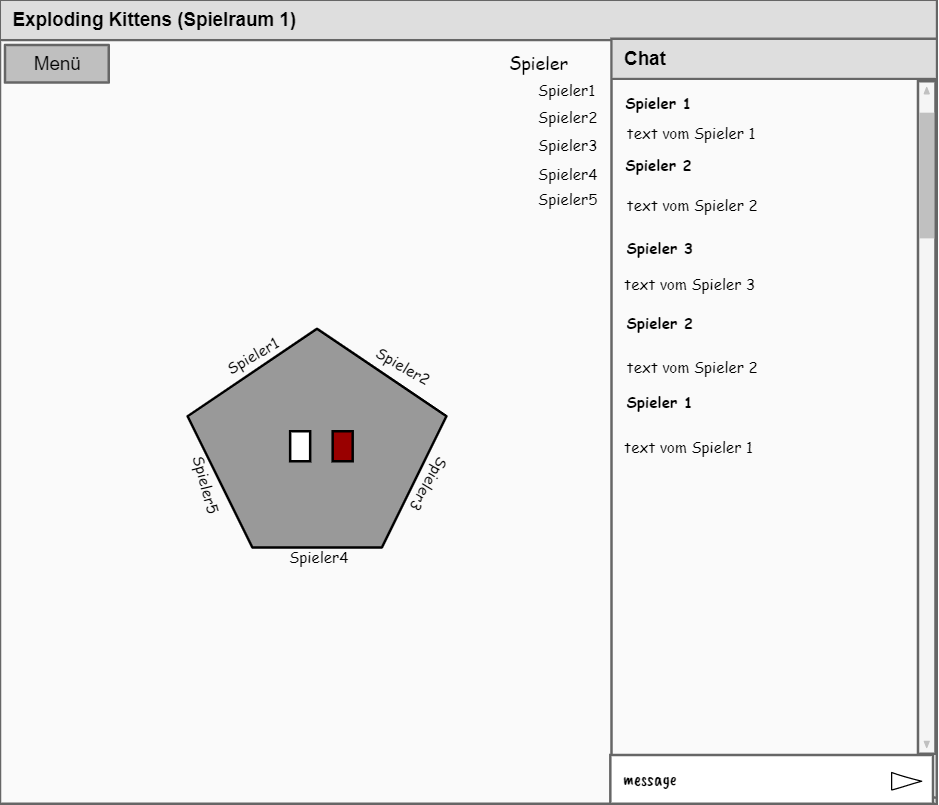 Exploding Kittens (Spielraum 1)
Menü
Spieler
Spieler1
Spieler2
Spieler3
Spieler4
Spieler5
Spieler1
Spieler2
Spieler5
Spieler3
Spieler4
Chat
Spieler 1
text vom Spieler 1
Spieler 2
text vom Spieler 2
Spieler 3
text vom Spieler 3
Spieler 2
text vom Spieler 2
Spieler 1
text vom Spieler 1
message